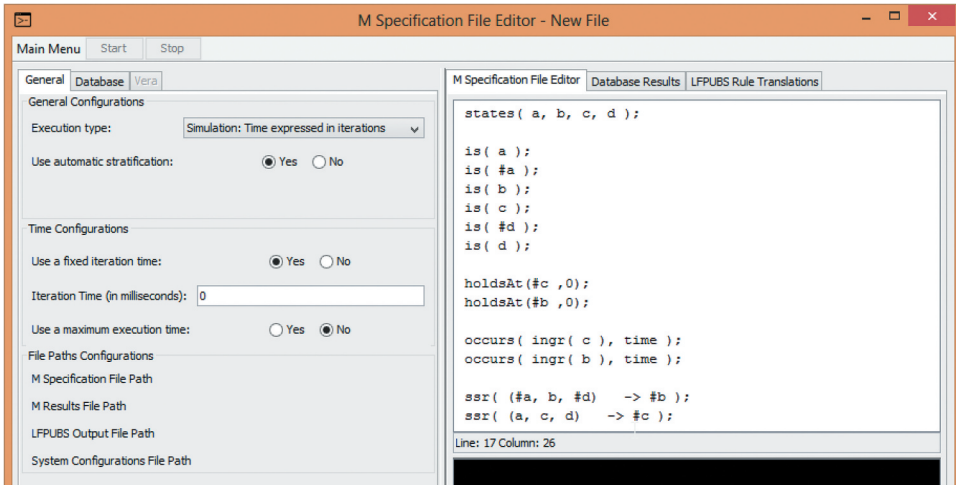 M Specification File Editor - New File
Main Menu Start Stop
General Database Vera
General Configurations
Execution type: Simulation: Time expressed in iterations
Use automatic stratification: Yes No
Time Configurations
Use a fixed iteration time: Yes No
Iteration Time (in milliseconds): 0
Use a maximum execution time: Yes No
File Paths Configurations
M Specification File Path
M Results File Path
LFPUBS Output File Path
System Configurations File Path
M Specification File Editor Database Results LFPUBS Rule Translations
states( a, b, c, d );
is( a );
is( #a );
is( b );
is( c );
is( #d );
is( d );
holdsAt(#c ,0);
holdsAt(#b ,0);
occurs( ingr( c ), time );
occurs( ingr( b ), time );
ssr( (#a, b, #d) -> #b );
ssr( (a, c, d) -> #c );
Line: 17 Column: 26